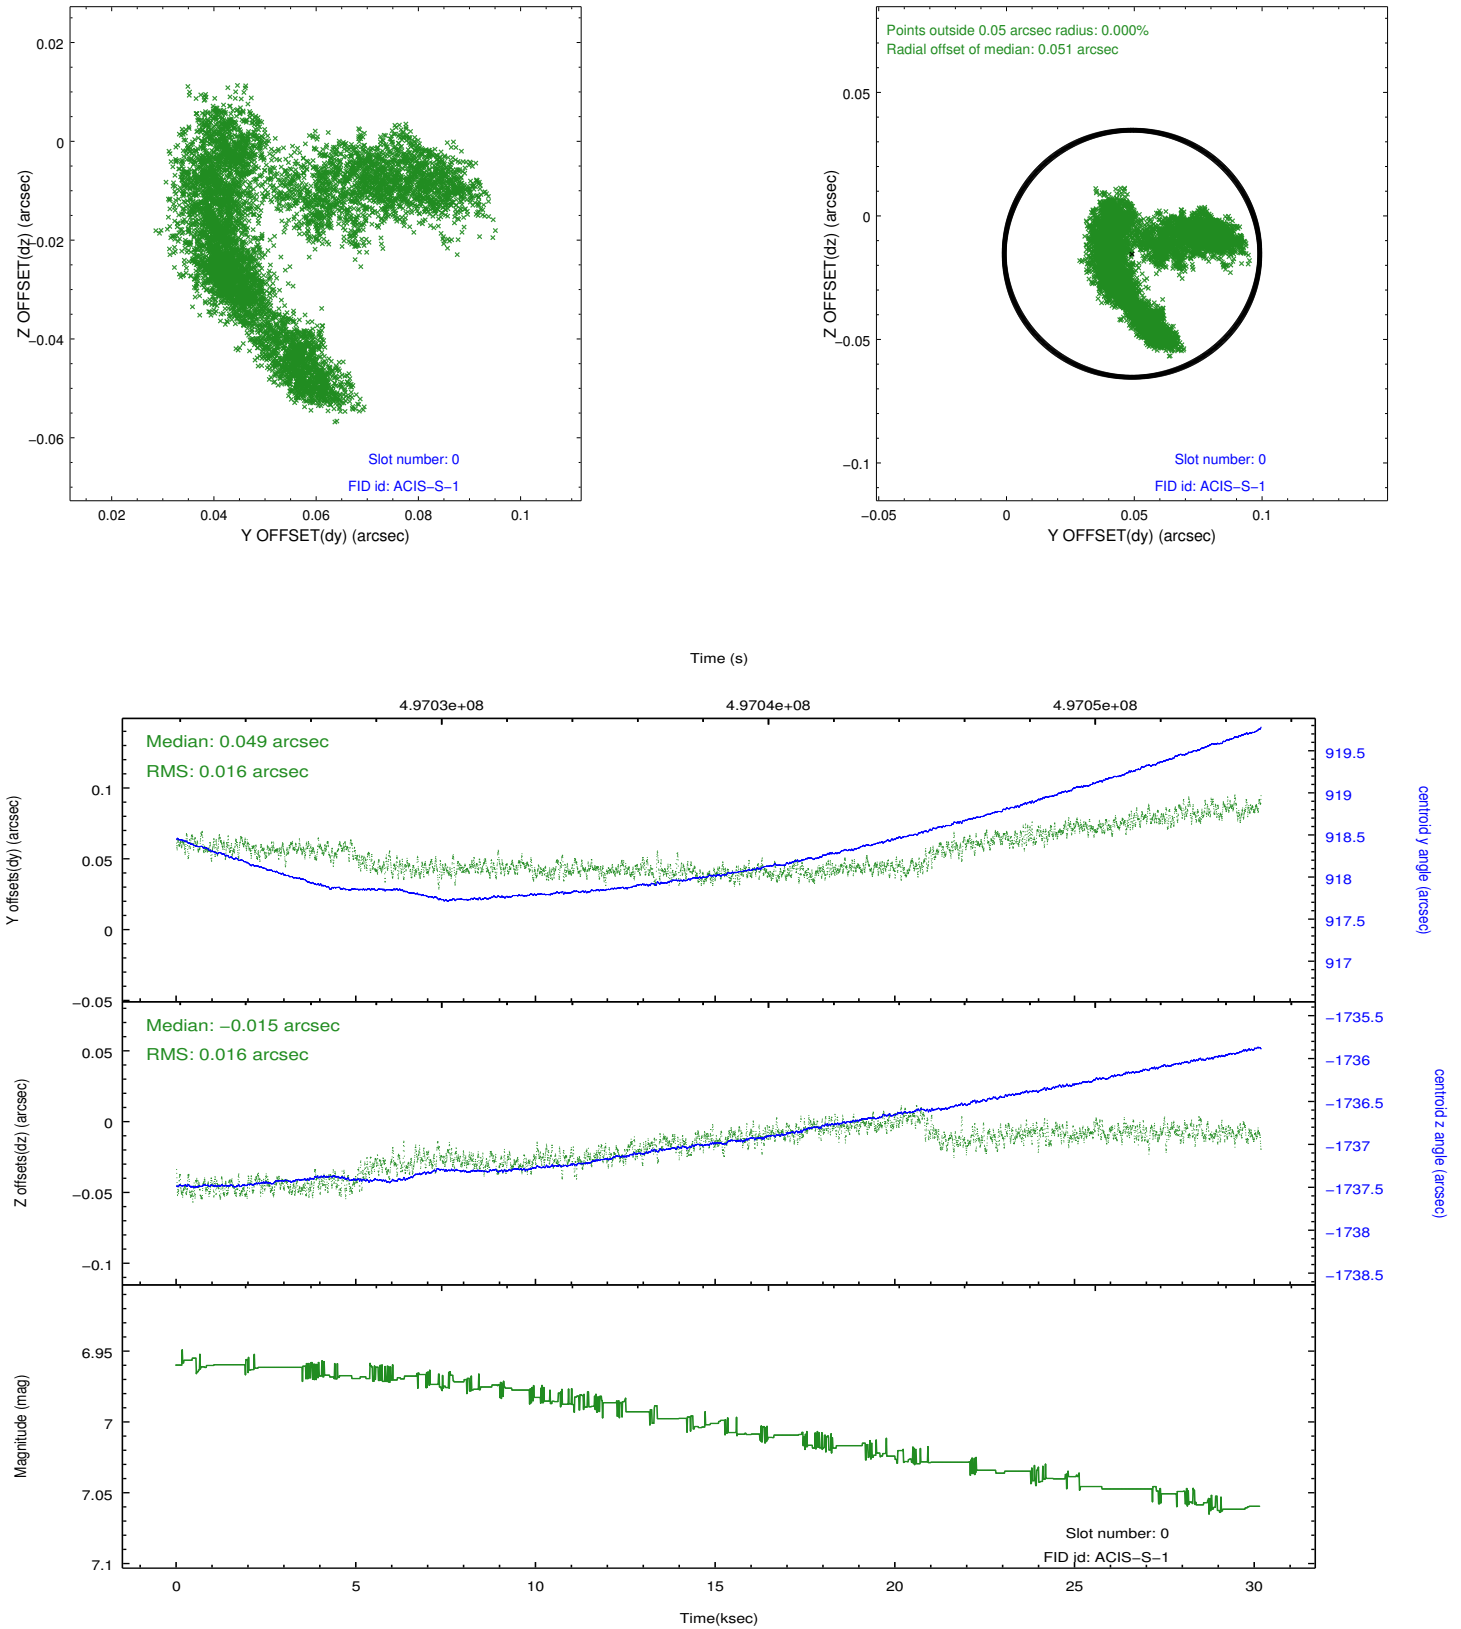 0.02
0
−0.02
−0.04
−0.06
Z OFFSET(dz) (arcsec)
Slot number: 0
FID id: ACIS−S−1
0.02 0.04 0.06 0.08 0.1
Y OFFSET(dy) (arcsec)
Points outside 0.05 arcsec radius: 0.000%
Radial offset of median: 0.051 arcsec
0.05
0
−0.05
−0.1
Z OFFSET(dz) (arcsec)
Slot number: 0
FID id: ACIS−S−1
−0.05 0 0.05 0.1
Y OFFSET(dy) (arcsec)
Time (s)
4.9703e+08 4.9704e+08 4.9705e+08
Median: 0.049 arcsec
RMS: 0.016 arcsec
0.1
0.05
0
−0.05
Y offsets(dy) (arcsec)
919.5
919
918.5
918
917.5
917
centroid y angle (arcsec)
Median: −0.015 arcsec
RMS: 0.016 arcsec
0.05
0
−0.05
−0.1
Z offsets(dz) (arcsec)
−1735.5
−1736
−1736.5
−1737
−1737.5
−1738
−1738.5
centroid z angle (arcsec)
6.95
7
7.05
7.1
Magnitude (mag)
Slot number: 0
FID id: ACIS−S−1
0 5 10 15 20 25 30
Time(ksec)